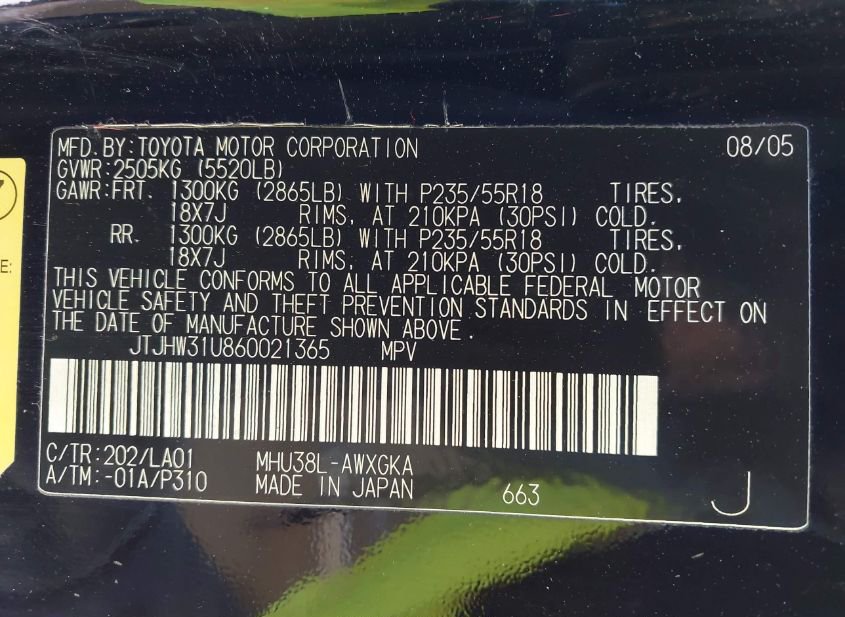 MFD. BY: TOYOTA MOTOR CORPORATION 08/05
GVWR: 2505KG (5520LB)
GAWR: FRT. 1300KG (2865LB) WITH P235/55R18 TIRES,
18X7J RIMS, AT 210KPA (30PSI) COLD.
RR. 1300KG (2865LB) WITH P235/55R18 TIRES,
18X7J RIMS, AT 210KPA (30PSI) COLD.
THIS VEHICLE CONFORMS TO ALL APPLICABLE FEDERAL MOTOR
VEHICLE SAFETY AND THEFT PREVENTION STANDARDS IN EFFECT ON
THE DATE OF MANUFACTURE SHOWN ABOVE.
JTJHW31U860021365 MPV
C/TR: 202/LA01 MHU38L-AWXGKA
A/TM: -01A/P310 MADE IN JAPAN 663 J